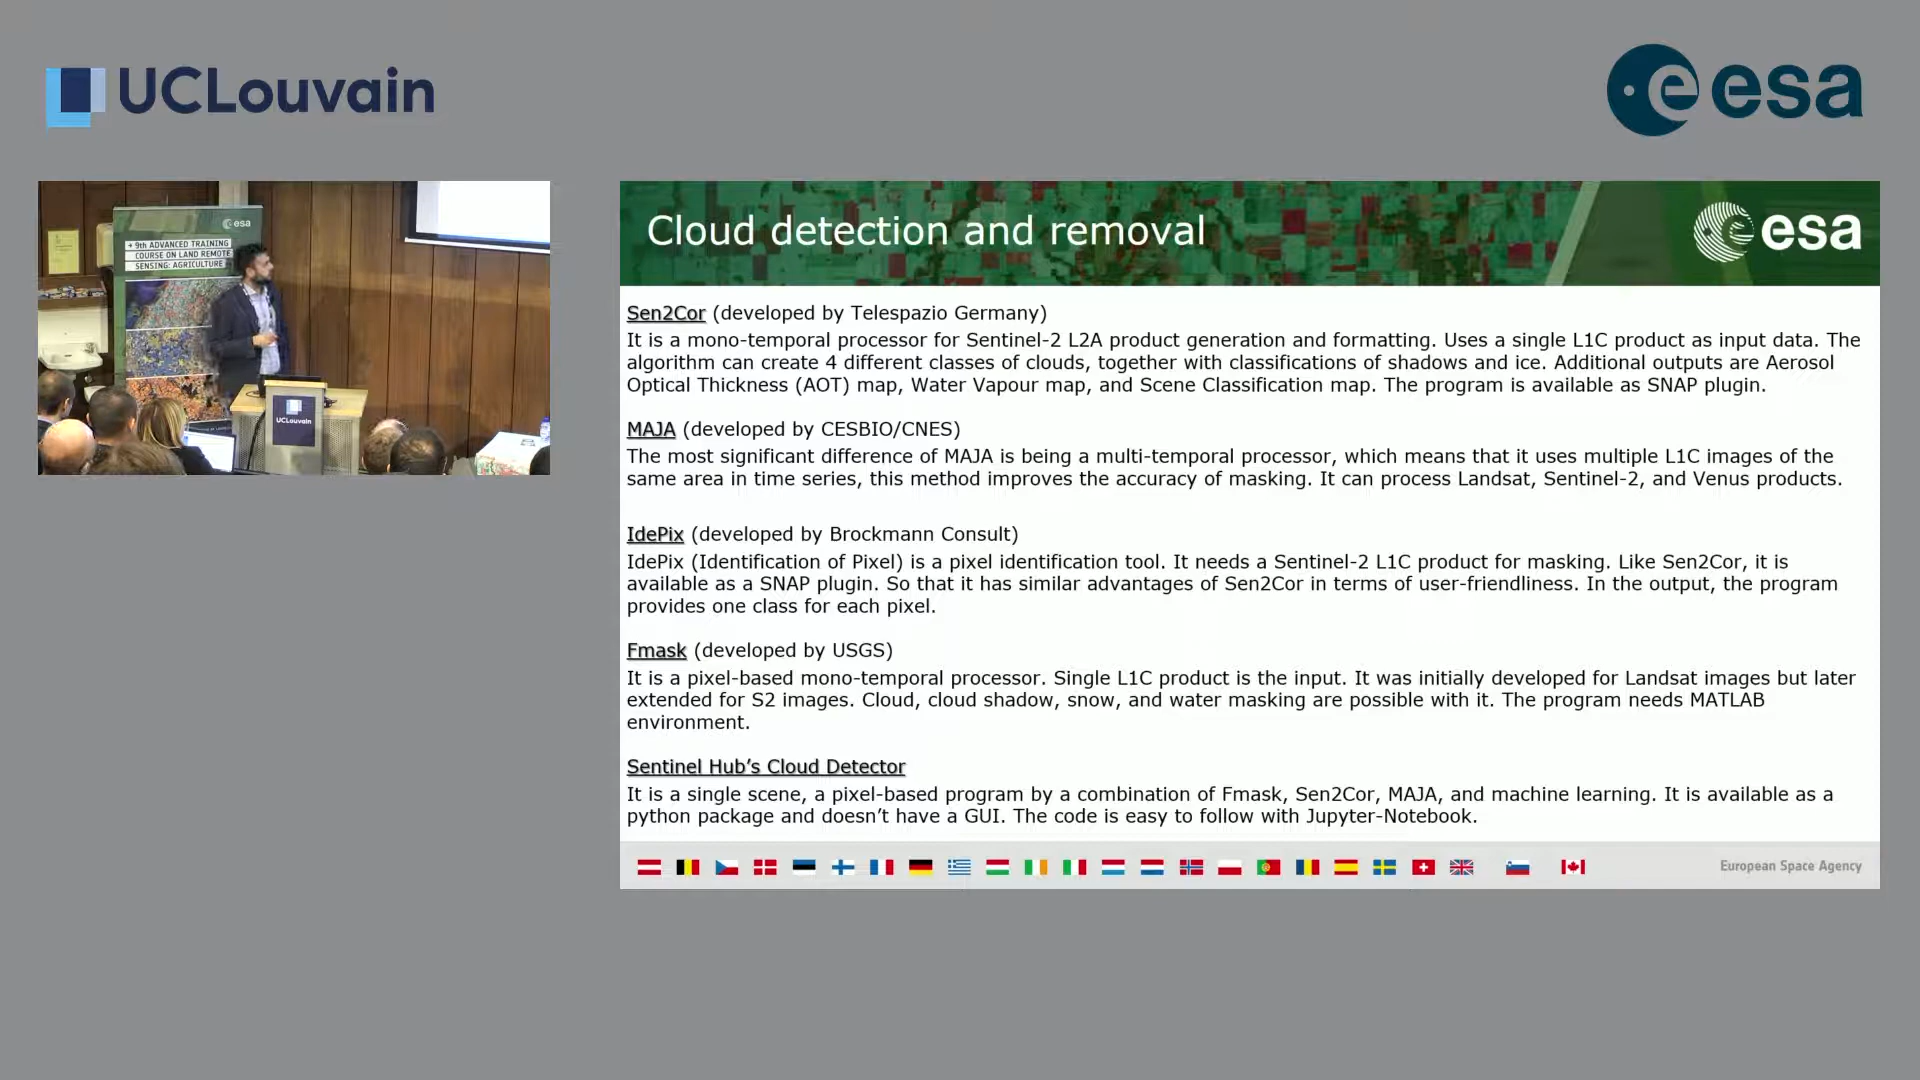 UCLouvain
esa
esa
→ 9th ADVANCED TRAINING
COURSE ON LAND REMOTE
SENSING: AGRICULTURE
UCLouvain
Cloud detection and removal
esa
Sen2Cor (developed by Telespazio Germany)
It is a mono-temporal processor for Sentinel-2 L2A product generation and formatting. Uses a single L1C product as input data. The
algorithm can create 4 different classes of clouds, together with classifications of shadows and ice. Additional outputs are Aerosol
Optical Thickness (AOT) map, Water Vapour map, and Scene Classification map. The program is available as SNAP plugin.
MAJA (developed by CESBIO/CNES)
The most significant difference of MAJA is being a multi-temporal processor, which means that it uses multiple L1C images of the
same area in time series, this method improves the accuracy of masking. It can process Landsat, Sentinel-2, and Venus products.
IdePix (developed by Brockmann Consult)
IdePix (Identification of Pixel) is a pixel identification tool. It needs a Sentinel-2 L1C product for masking. Like Sen2Cor, it is
available as a SNAP plugin. So that it has similar advantages of Sen2Cor in terms of user-friendliness. In the output, the program
provides one class for each pixel.
Fmask (developed by USGS)
It is a pixel-based mono-temporal processor. Single L1C product is the input. It was initially developed for Landsat images but later
extended for S2 images. Cloud, cloud shadow, snow, and water masking are possible with it. The program needs MATLAB
environment.
Sentinel Hub’s Cloud Detector
It is a single scene, a pixel-based program by a combination of Fmask, Sen2Cor, MAJA, and machine learning. It is available as a
python package and doesn’t have a GUI. The code is easy to follow with Jupyter-Notebook.
European Space Agency